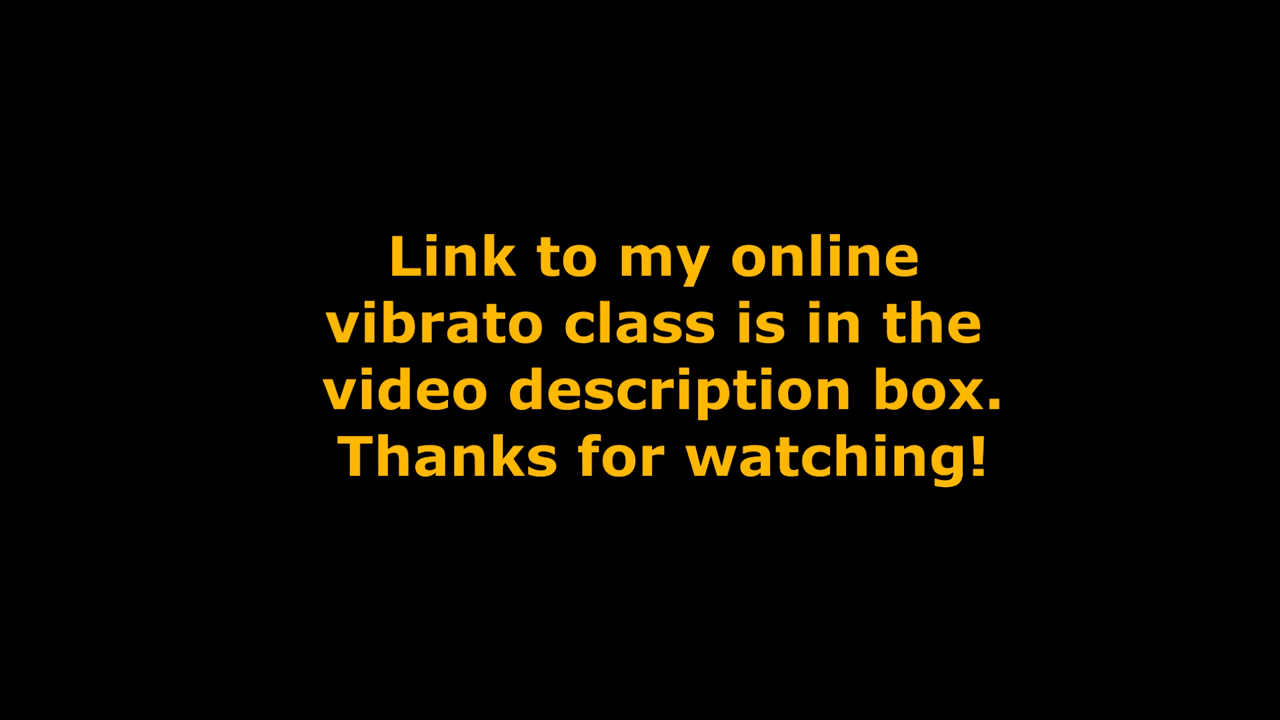 Link to my online
vibrato class is in the
video description box.
Thanks for watching!